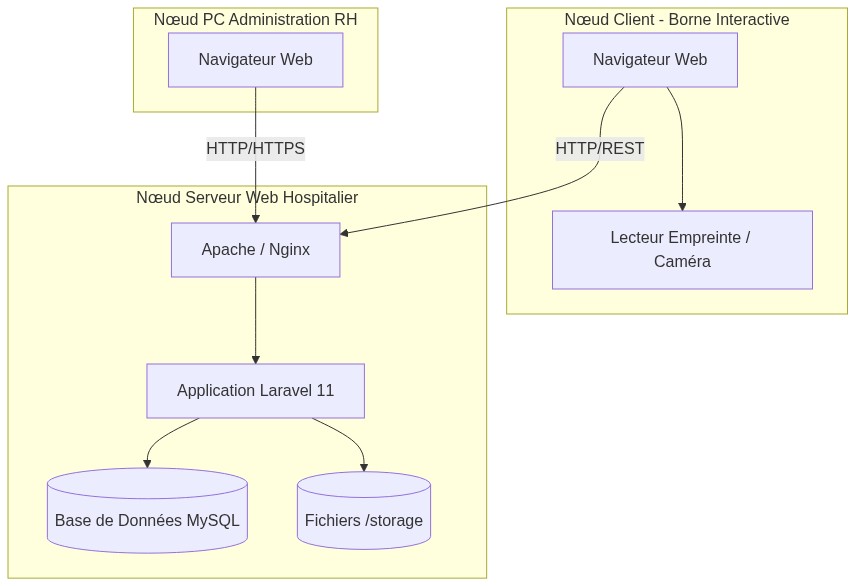 Nœud PC Administration RH
Navigateur Web
Nœud Client - Borne Interactive
Navigateur Web
HTTP/HTTPS
HTTP/REST
Nœud Serveur Web Hospitalier
Apache / Nginx
Lecteur Empreinte /
Caméra
Application Laravel 11
Base de Données MySQL
Fichiers /storage